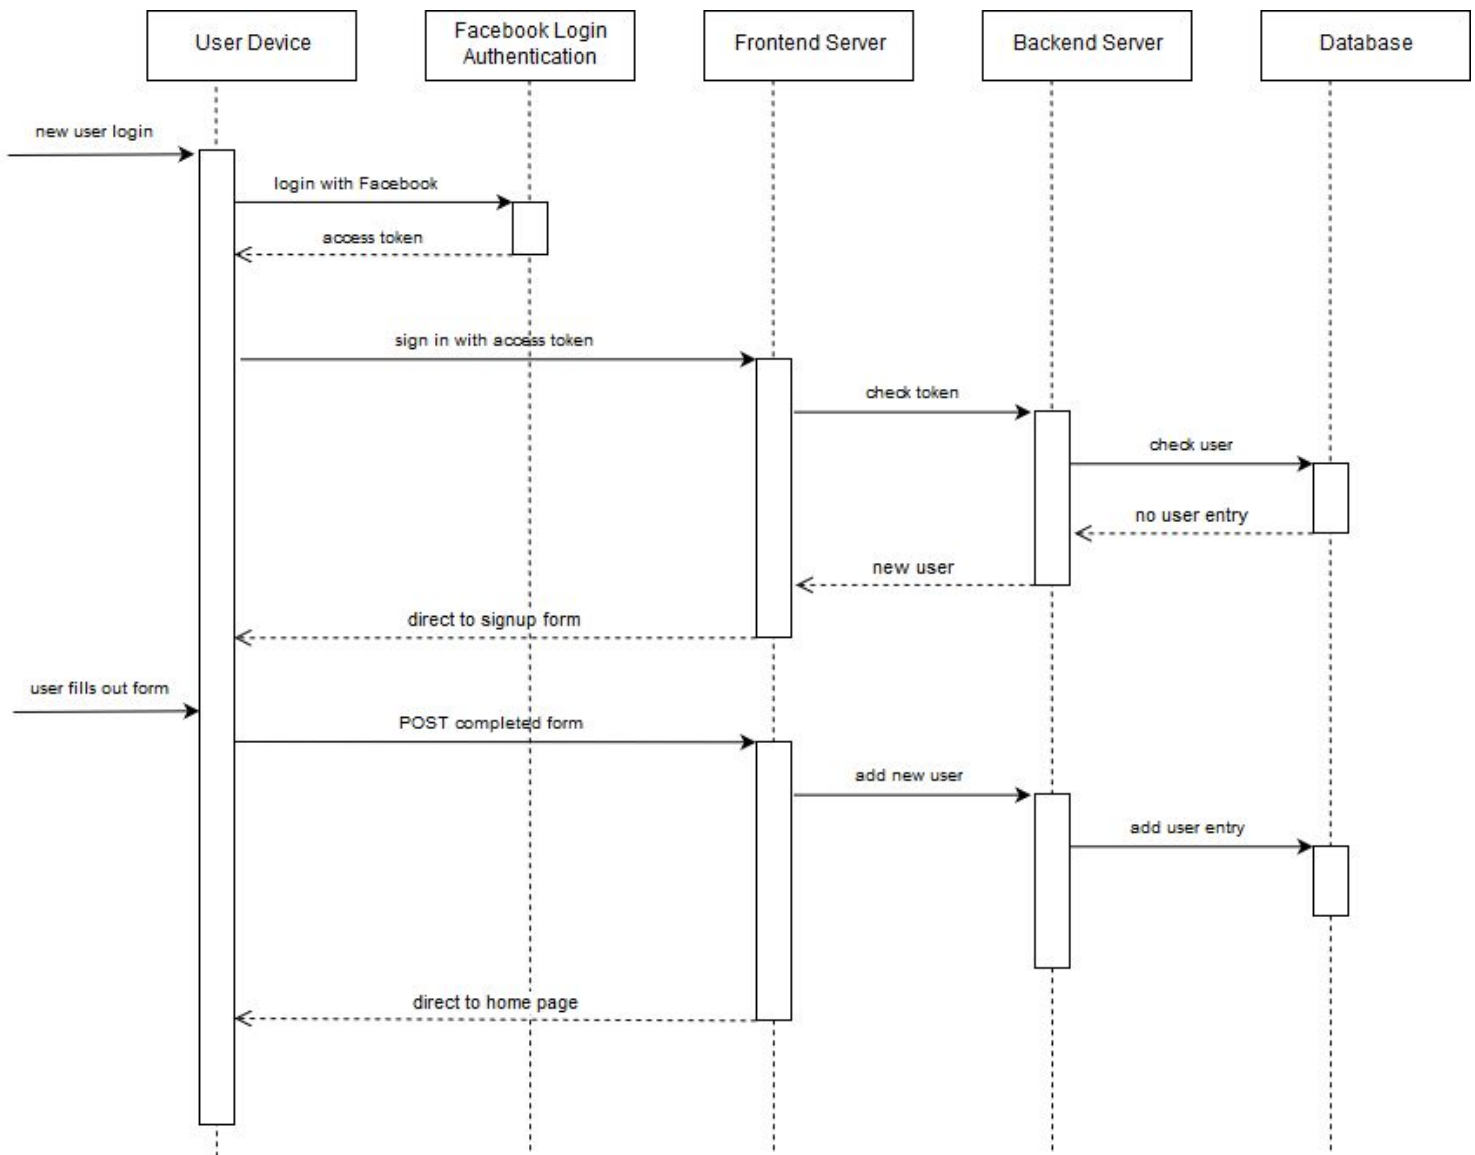 User Device
Facebook Login
Authentication
Frontend Server
Backend Server
Database
new user login
login with Facebook
access token
sign in with access token
check token
check user
no user entry
new user
direct to signup form
user fills out form
POST completed form
add new user
add user entry
direct to home page